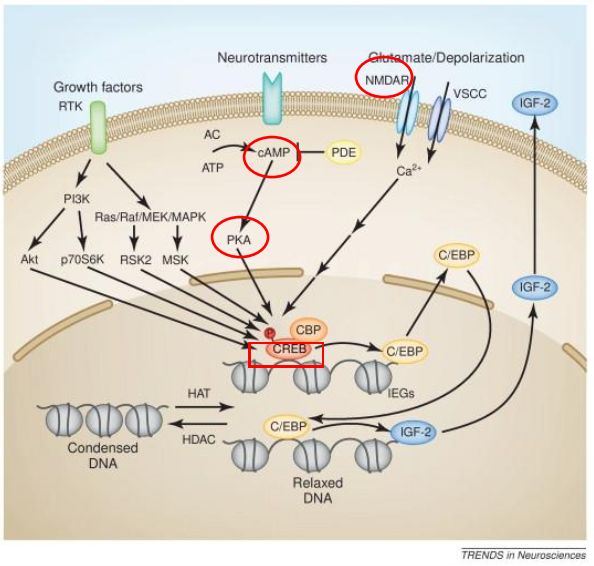 Neurotransmitters
Glutamate/Depolarization
Growth factors
RTK
NMDAR
VSCC
IGF-2
AC
ATP
cAMP
PDE
Ca²⁺
PI3K
Ras/Raf/MEK/MAPK
PKA
Akt
p70S6K
RSK2
MSK
C/EBP
IGF-2
P
CBP
CREB
C/EBP
IEGs
HAT
HDAC
C/EBP
IGF-2
Condensed
DNA
Relaxed
DNA
TRENDS in Neurosciences